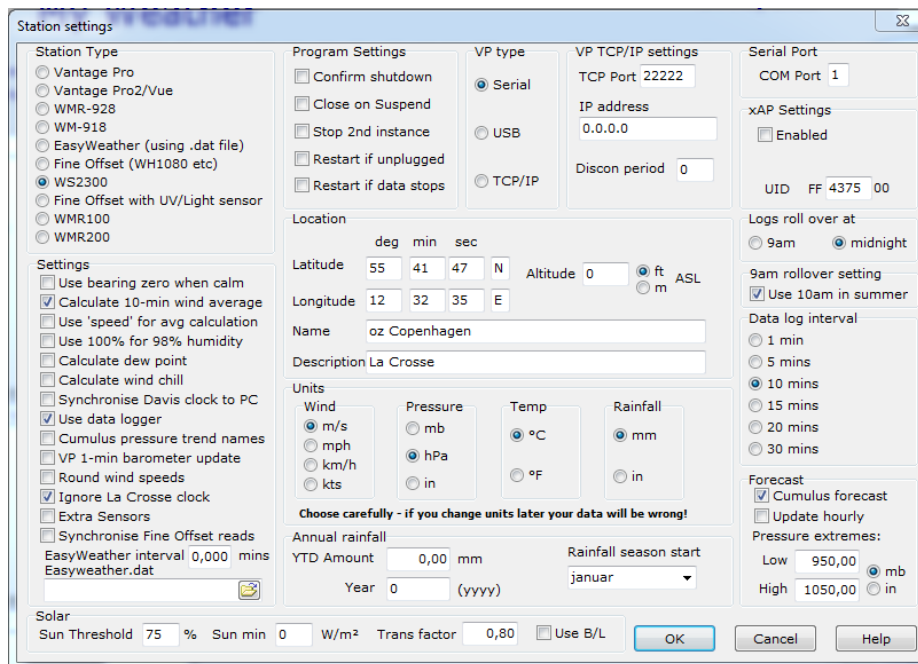 My Weather
Station settings
Station Type
Vantage Pro
Vantage Pro2/Vue
WMR-928
WM-918
EasyWeather (using .dat file)
Fine Offset (WH1080 etc)
WS2300
Fine Offset with UV/Light sensor
WMR100
WMR200
Settings
Use bearing zero when calm
Calculate 10-min wind average
Use 'speed' for avg calculation
Use 100% for 98% humidity
Calculate dew point
Calculate wind chill
Synchronise Davis clock to PC
Use data logger
Cumulus pressure trend names
VP 1-min barometer update
Round wind speeds
Ignore La Crosse clock
Extra Sensors
Synchronise Fine Offset reads
EasyWeather interval 0,000 mins
Easyweather.dat
Program Settings
Confirm shutdown
Close on Suspend
Stop 2nd instance
Restart if unplugged
Restart if data stops
VP type
Serial
USB
TCP/IP
VP TCP/IP settings
TCP Port 22222
IP address
0.0.0.0
Discon period 0
Location
deg min sec
Latitude 55 41 47 N Altitude 0 ft m ASL
Longitude 12 32 35 E
Name oz Copenhagen
Description La Crosse
Units
Wind
m/s
mph
km/h
kts
Pressure
mb
hPa
in
Temp
°C
°F
Rainfall
mm
in
Choose carefully - if you change units later your data will be wrong!
Annual rainfall
YTD Amount 0,00 mm
Year 0 (yyyy)
Rainfall season start
januar
Serial Port
COM Port 1
xAP Settings
Enabled
UID FF 4375 00
Logs roll over at
9am midnight
9am rollover setting
Use 10am in summer
Data log interval
1 min
5 mins
10 mins
15 mins
20 mins
30 mins
Forecast
Cumulus forecast
Update hourly
Pressure extremes:
Low 950,00 mb
High 1050,00 in
Solar
Sun Threshold 75 % Sun min 0 W/m² Trans factor 0,80 Use B/L
OK Cancel Help